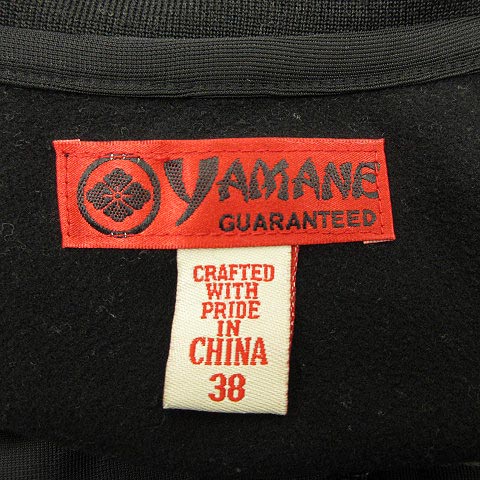 YAMANE
GUARANTEED
CRAFTED
WITH
PRIDE
IN
CHINA
38